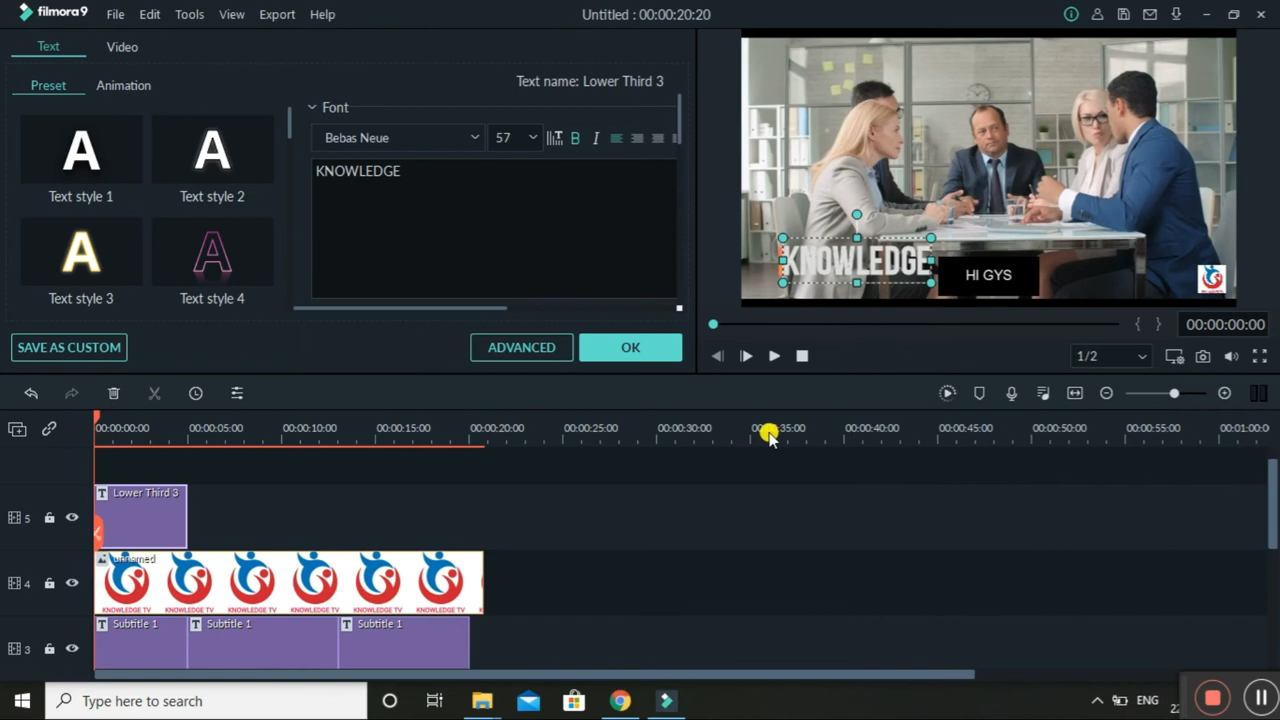 filmora9 File Edit Tools View Export Help Untitled : 00:00:20:20
Text Video
Preset Animation Text name: Lower Third 3
Font
Bebas Neue 57 B I
KNOWLEDGE
A A
Text style 1 Text style 2
A A
Text style 3 Text style 4
SAVE AS CUSTOM ADVANCED OK
KNOWLEDGE
HI GYS
{ } 00:00:00:00
1/2
00:00:00:00 00:00:05:00 00:00:10:00 00:00:15:00 00:00:20:00 00:00:25:00 00:00:30:00 35:00 00:00:40:00 00:00:45:00 00:00:50:00 00:00:55:00 00:01:00:0
5 T Lower Third 3
4 unnamed
KNOWLEDGE TV KNOWLEDGE TV KNOWLEDGE TV KNOWLEDGE TV KNOWLEDGE TV KNOWLEDGE TV
3 T Subtitle 1 T Subtitle 1 T Subtitle 1
Type here to search ENG